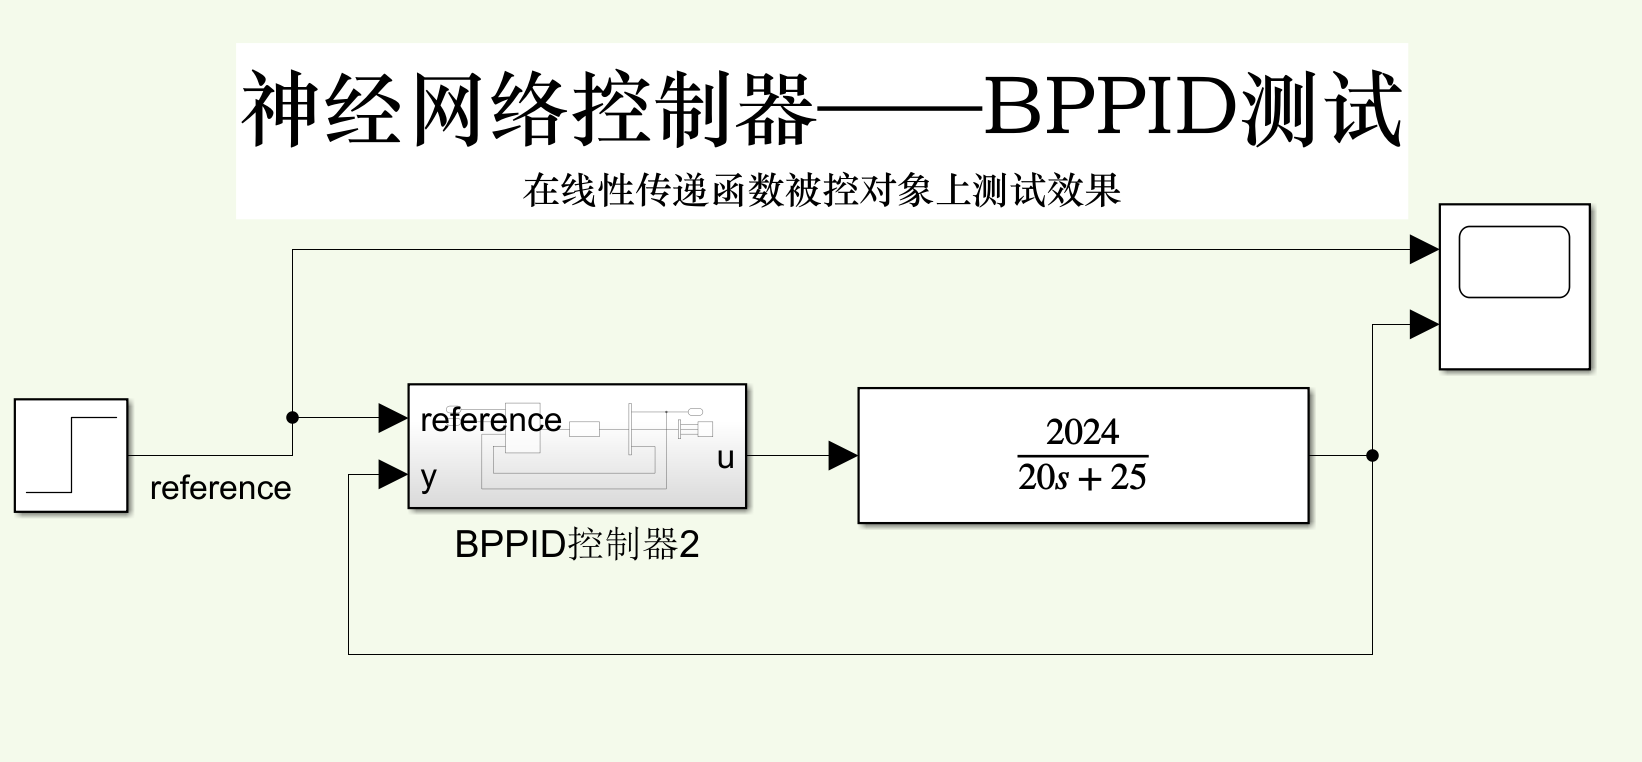 神经网络控制器——BPPID测试
在线性传递函数被控对象上测试效果
reference
reference
y
u
BPPID控制器2
2024
20s + 25